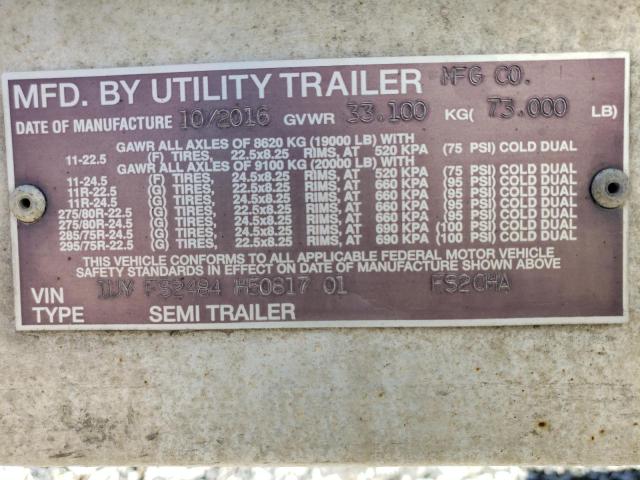 MFD. BY UTILITY TRAILER MFG CO.
DATE OF MANUFACTURE 10/2016 GVWR 33.100 KG( 73.000 LB)
GAWR ALL AXLES OF 8620 KG (19000 LB) WITH
11-22.5 (F) TIRES, 22.5x8.25 RIMS, AT 520 KPA (75 PSI) COLD DUAL
GAWR ALL AXLES OF 9100 KG (20000 LB) WITH
11-24.5 (F) TIRES, 24.5x8.25 RIMS, AT 520 KPA (75 PSI) COLD DUAL
11R-22.5 (G) TIRES, 22.5x8.25 RIMS, AT 660 KPA (95 PSI) COLD DUAL
11R-24.5 (G) TIRES, 24.5x8.25 RIMS, AT 660 KPA (95 PSI) COLD DUAL
275/80R-22.5 (G) TIRES, 22.5x8.25 RIMS, AT 660 KPA (95 PSI) COLD DUAL
275/80R-24.5 (G) TIRES, 24.5x8.25 RIMS, AT 660 KPA (95 PSI) COLD DUAL
285/75R-24.5 (G) TIRES, 24.5x8.25 RIMS, AT 690 KPA (100 PSI) COLD DUAL
295/75R-22.5 (G) TIRES, 22.5x8.25 RIMS, AT 690 KPA (100 PSI) COLD DUAL
THIS VEHICLE CONFORMS TO ALL APPLICABLE FEDERAL MOTOR VEHICLE
SAFETY STANDARDS IN EFFECT ON DATE OF MANUFACTURE SHOWN ABOVE
VIN 1UY FS2484 HE0817 01 FS2CHA
TYPE SEMI TRAILER